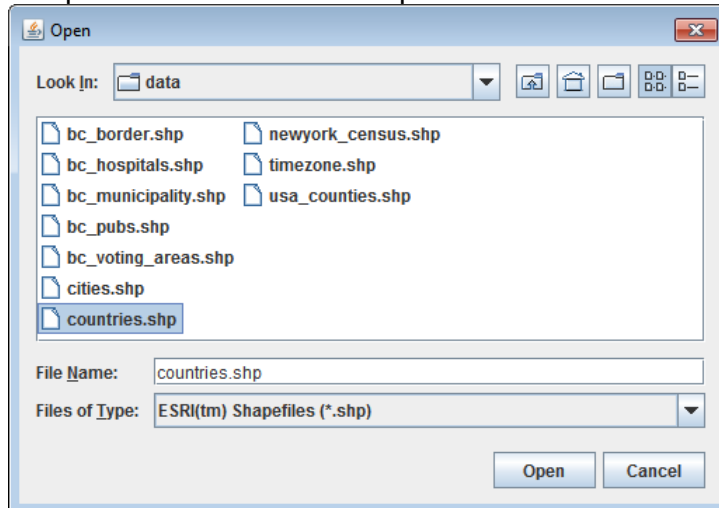 Open
Look In: data
bc_border.shp
bc_hospitals.shp
bc_municipality.shp
bc_pubs.shp
bc_voting_areas.shp
cities.shp
countries.shp
newyork_census.shp
timezone.shp
usa_counties.shp
File Name: countries.shp
Files of Type: ESRI(tm) Shapefiles (*.shp)
Open Cancel